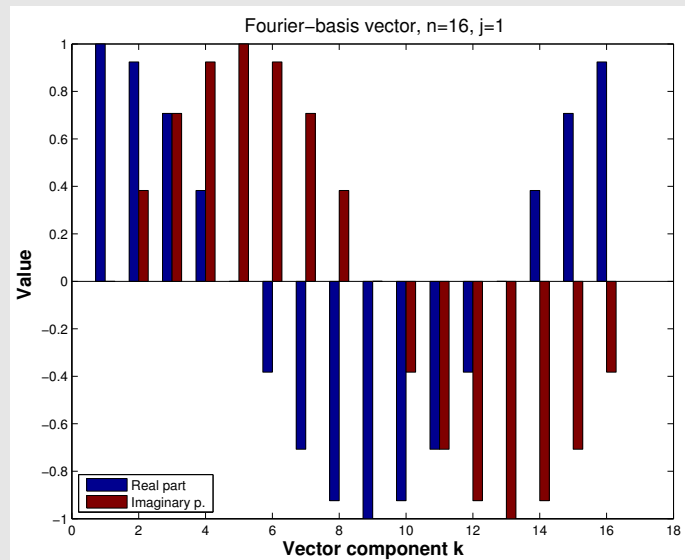 Fourier-basis vector, n=16, j=1
1
0.8
0.6
0.4
0.2
0
-0.2
-0.4
-0.6
-0.8
-1
Value
Real part
Imaginary p.
0 2 4 6 8 10 12 14 16 18
Vector component k